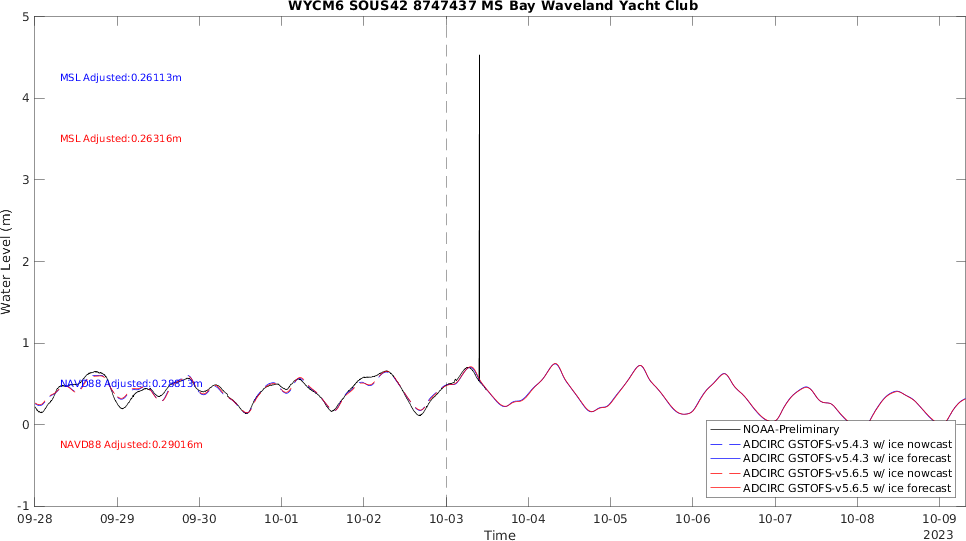 WYCM6 SOUS42 8747437 MS Bay Waveland Yacht Club
5
4
3
2
1
0
-1
Water Level (m)
MSL Adjusted:0.26113m
MSL Adjusted:0.26316m
NAVD88 Adjusted:0.28813m
NAVD88 Adjusted:0.29016m
NOAA-Preliminary
ADCIRC GSTOFS-v5.4.3 w/ ice nowcast
ADCIRC GSTOFS-v5.4.3 w/ ice forecast
ADCIRC GSTOFS-v5.6.5 w/ ice nowcast
ADCIRC GSTOFS-v5.6.5 w/ ice forecast
09-28 09-29 09-30 10-01 10-02 10-03 10-04 10-05 10-06 10-07 10-08 10-09
Time
2023